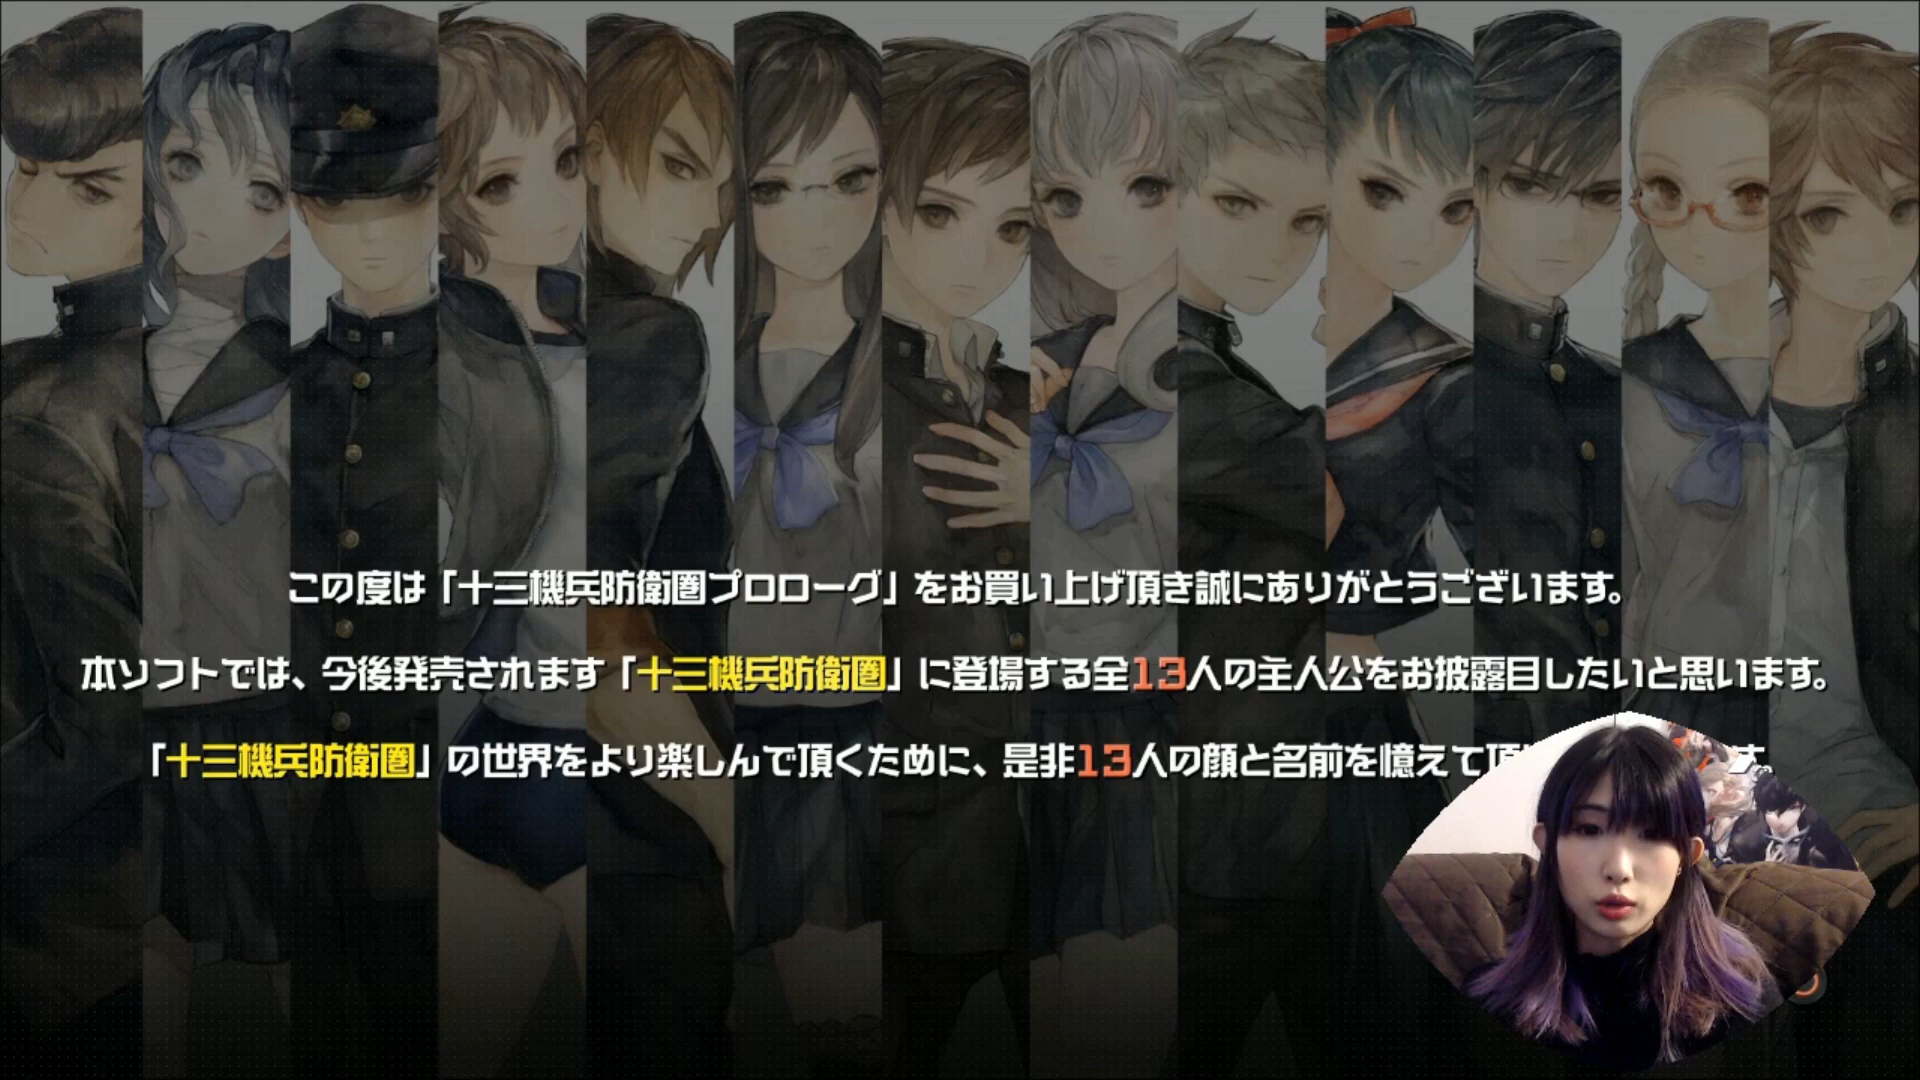 この度は「十三機兵防衛圏プロローグ」をお買い上げ頂き誠にありがとうございます。
本ソフトでは、今後発売されます「十三機兵防衛圏」に登場する全13人の主人公をお披露目したいと思います。
「十三機兵防衛圏」の世界をより楽しんで頂くために、是非13人の顔と名前を憶えて頂 す。